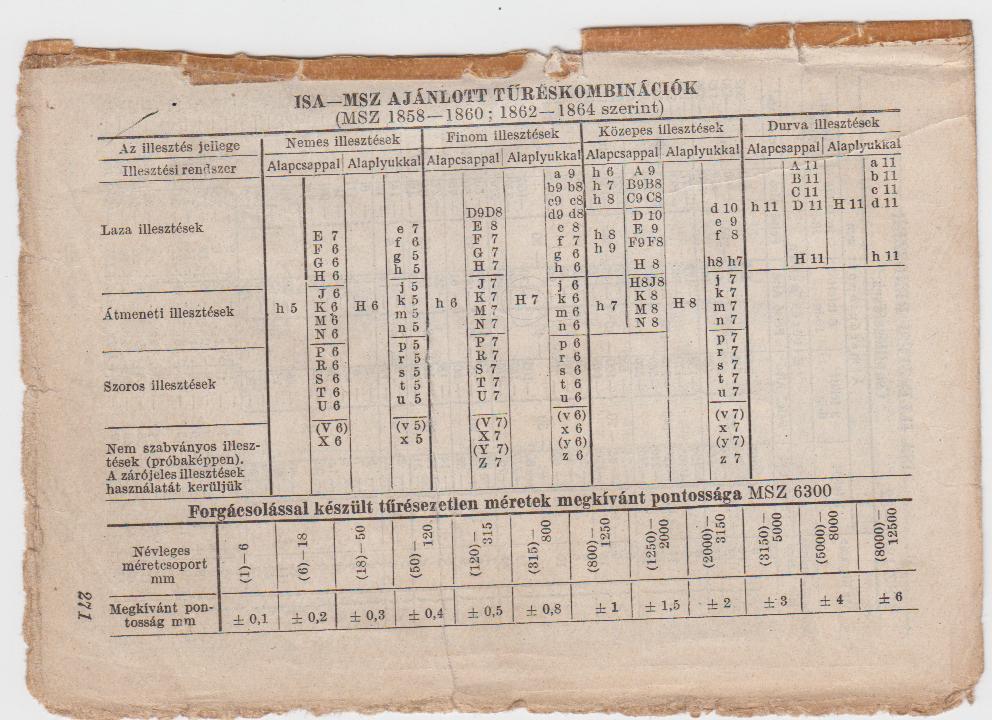 ISA—MSZ AJÁNLOTT TŰRÉSKOMBINÁCIÓK
(MSZ 1858—1860; 1862—1864 szerint)
Az illesztés jellege Nemes illesztések Finom illesztések Közepes illesztések Durva illesztések
Illesztési rendszer Alapcsappal Alaplyukkal Alapcsappal Alaplyukkal Alapcsappal Alaplyukkal Alapcsappal Alaplyukkal
a 9 h 6 A 9 A 11 a 11
b9 b8 h 7 B9B8 B 11 b 11
c9 c8 h 8 C9 C8 C 11 c 11
D9D8 d9 d8 D 10 d 10 h 11 D 11 H 11 d 11
Laza illesztések E 7 e 7 E 8 e 8 h 8 E 9 e 9
F 6 f 6 F 7 f 7 h 9 F9F8 f 8
G 6 g 5 G 7 g 6
H 6 h 5 H 7 h 6 H 8 h8 h7 H 11 h 11
J 6 j 5 J 7 j 6 H8J8 j 7
Átmeneti illesztések h 5 K 6 H 6 k 5 h 6 K 7 H 7 k 6 h 7 K 8 H 8 k 7
M 6 m 5 M 7 m 6 M 8 m 7
N 6 n 5 N 7 n 6 N 8 n 7
P 6 p 5 P 7 p 6 p 7
R 6 r 5 R 7 r 6 r 7
Szoros illesztések S 6 s 5 S 7 s 6 s 7
T 6 t 5 T 7 t 6 t 7
U 6 u 5 U 7 u 6 u 7
(V 6) (v 5) (V 7) (v 6) (v 7)
Nem szabványos illesz- X 6 x 5 X 7 x 6 x 7
tések (próbaképpen). (Y 7) (y 6) (y 7)
A zárójeles illesztések Z 7 z 6 z 7
használatát kerüljük
Forgácsolással készült tűrésezetlen méretek megkívánt pontossága MSZ 6300
Névleges
méretcsoport
mm
(1)—6
(6)—18
(18)—50
(50)—
120
(120)—
315
(315)—
800
(800)—
1250
(1250)—
2000
(2000)—
3150
(3150)—
5000
(5000)—
8000
(8000)—
12500
Megkívánt pon-
tosság mm
± 0,1 ± 0,2 ± 0,3 ± 0,4 ± 0,5 ± 0,8 ± 1 ± 1,5 ± 2 ± 3 ± 4 ± 6
271